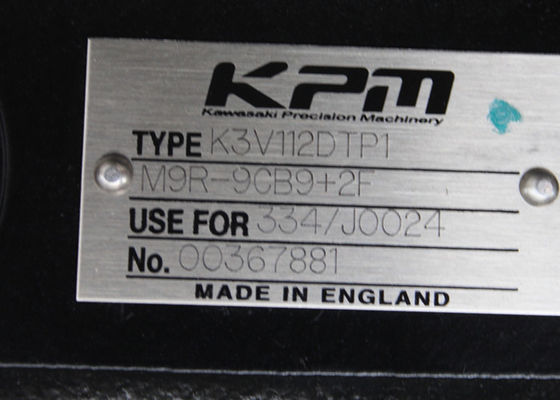 KPM
Kawasaki Precision Machinery
TYPE K3V112DTP1
M9R-9CB9+2F
USE FOR 334/J0024
No. 00367881
MADE IN ENGLAND